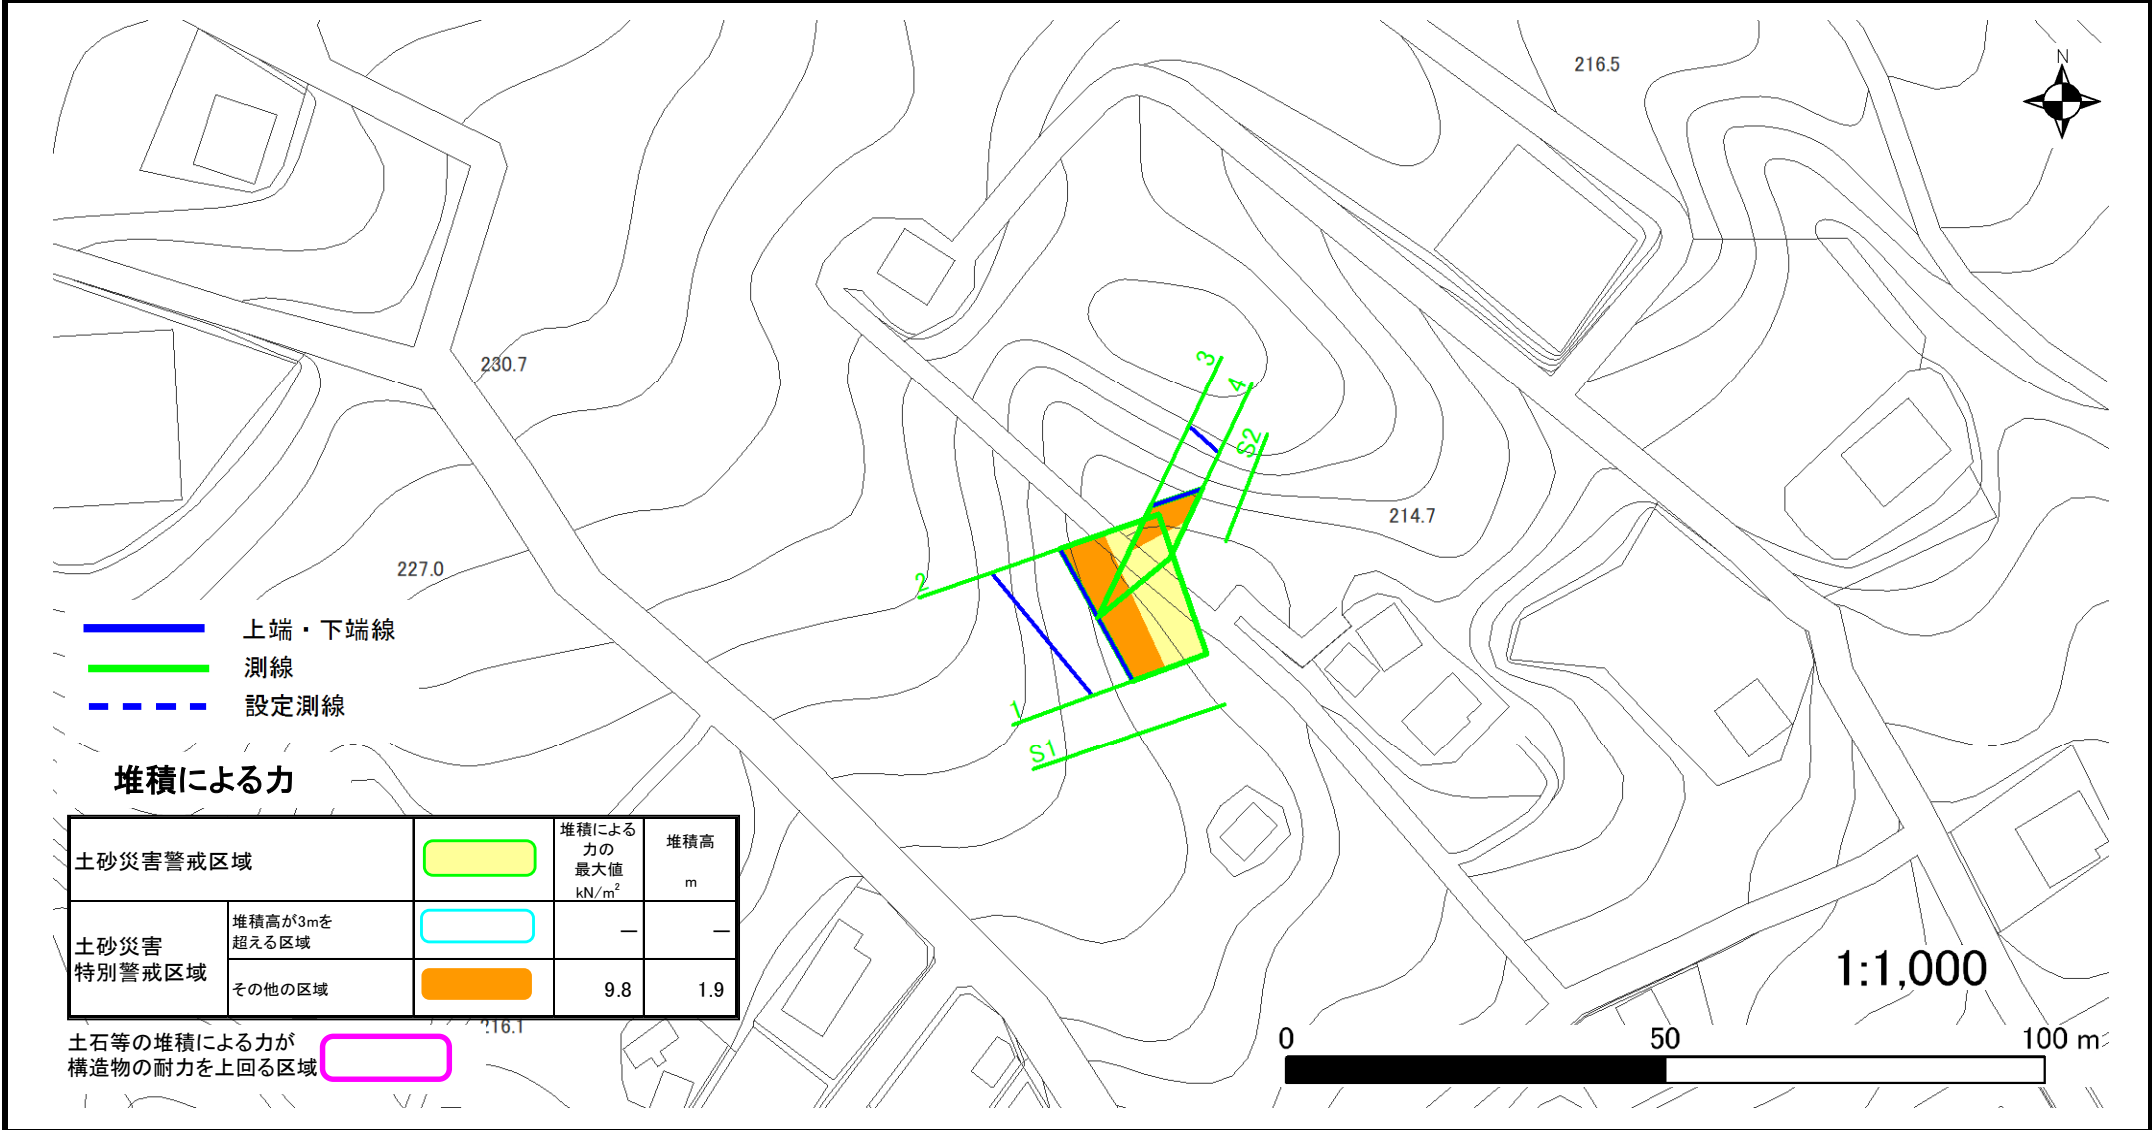 216.5
N
230.7
3
4
S2
214.7
227.0
2
上端・下端線
測線
設定測線
1
S1
堆積による力
土砂災害警戒区域
堆積による
力の
最大値
kN/m²
堆積高
m
土砂災害
特別警戒区域
堆積高が3mを
超える区域
—
—
その他の区域
9.8
1.9
216.1
土石等の堆積による力が
構造物の耐力を上回る区域
1:1,000
0
50
100 m